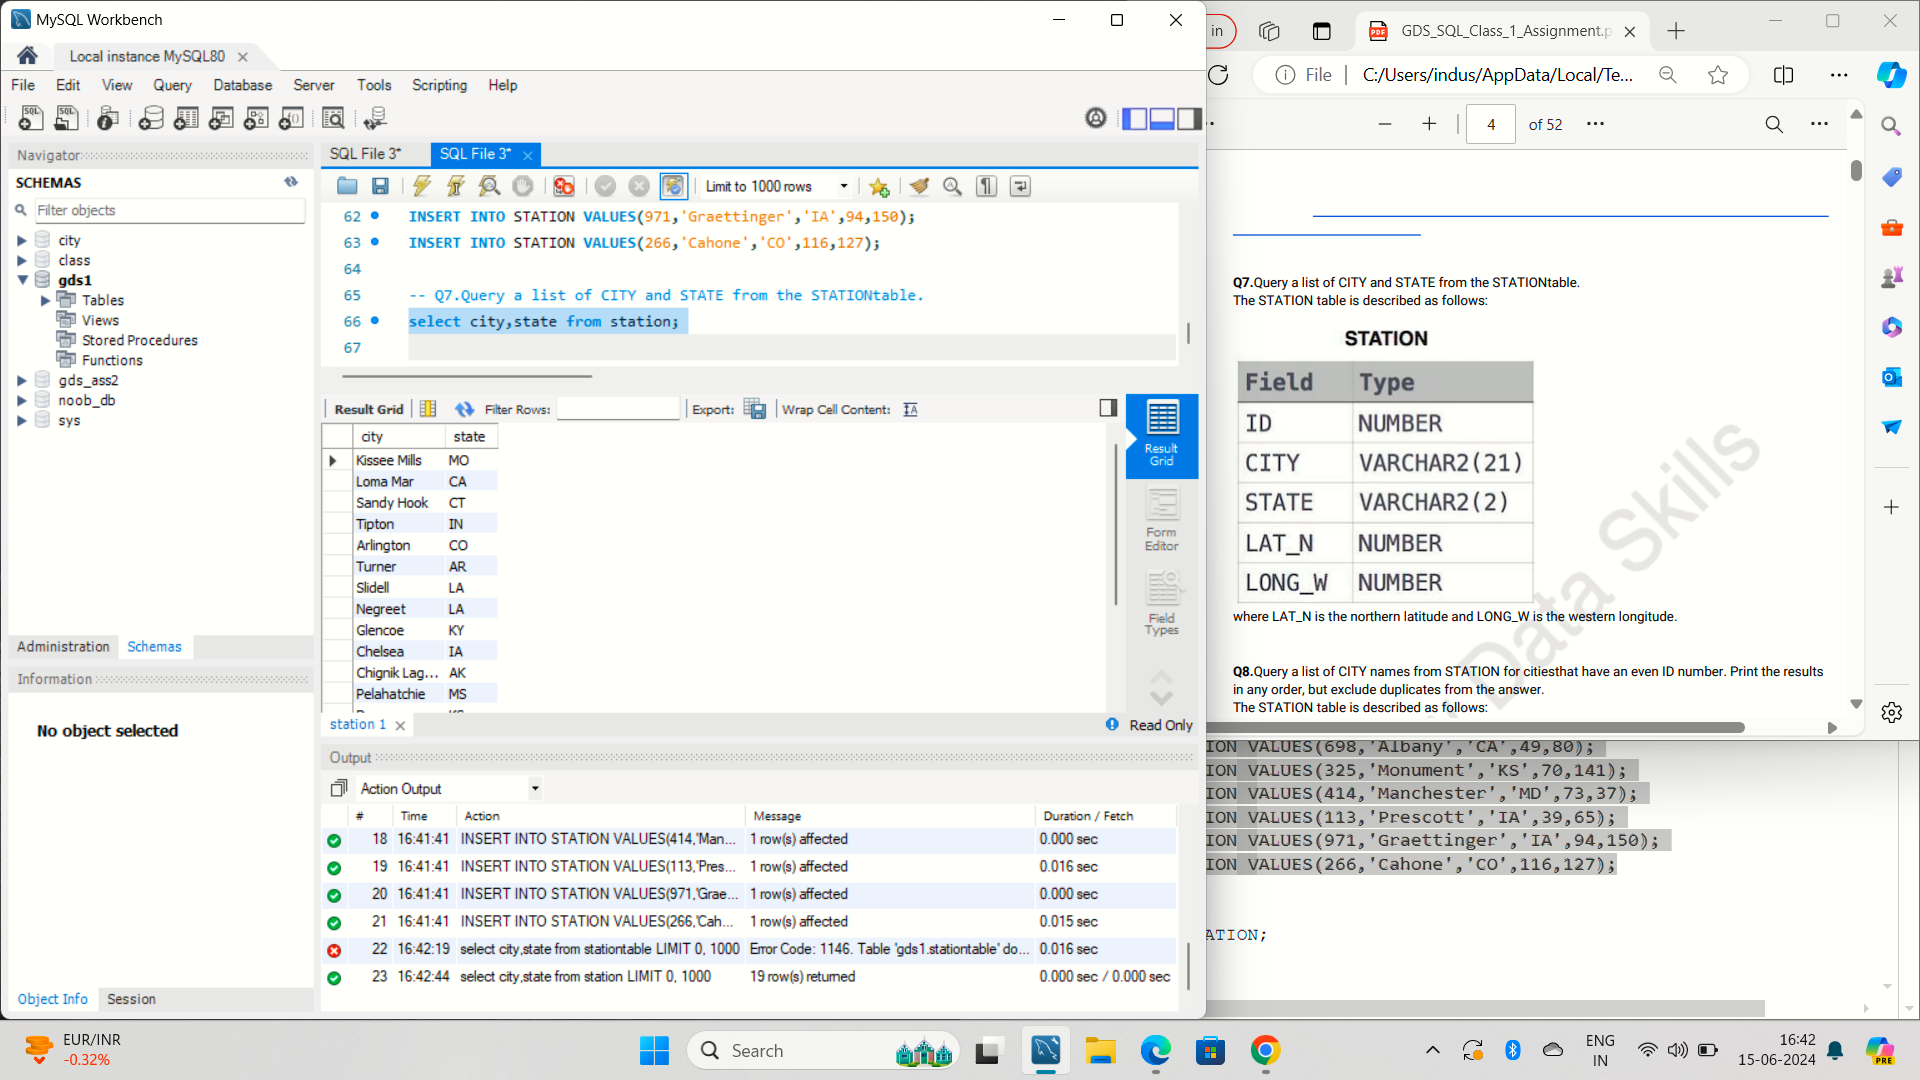 MySQL Workbench
Local instance MySQL80
File Edit View Query Database Server Tools Scripting Help
Navigator
SCHEMAS
Filter objects
city
class
gds1
Tables
Views
Stored Procedures
Functions
gds_ass2
noob_db
sys
Administration Schemas
Information
No object selected
Object Info Session
SQL File 3* SQL File 3*
Limit to 1000 rows
62 INSERT INTO STATION VALUES(971,'Graettinger','IA',94,150);
63 INSERT INTO STATION VALUES(266,'Cahone','CO',116,127);
64
65 -- Q7.Query a list of CITY and STATE from the STATIONtable.
66 select city,state from station;
67
Result Grid Filter Rows: Export: Wrap Cell Content: IA
city state
Kissee Mills MO
Loma Mar CA
Sandy Hook CT
Tipton IN
Arlington CO
Turner AR
Slidell LA
Negreet LA
Glencoe KY
Chelsea IA
Chignik Lag... AK
Pelahatchie MS
Result Grid
Form Editor
Field Types
station 1
Read Only
Output
Action Output
# Time Action Message Duration / Fetch
18 16:41:41 INSERT INTO STATION VALUES(414,'Man... 1 row(s) affected 0.000 sec
19 16:41:41 INSERT INTO STATION VALUES(113,'Pres... 1 row(s) affected 0.016 sec
20 16:41:41 INSERT INTO STATION VALUES(971,'Grae... 1 row(s) affected 0.000 sec
21 16:41:41 INSERT INTO STATION VALUES(266,'Cah... 1 row(s) affected 0.015 sec
22 16:42:19 select city,state from stationtable LIMIT 0, 1000 Error Code: 1146. Table 'gds1.stationtable' do... 0.016 sec
23 16:42:44 select city,state from station LIMIT 0, 1000 19 row(s) returned 0.000 sec / 0.000 sec
in
GDS_SQL_Class_1_Assignment.p
File C:/Users/indus/AppData/Local/Te...
4 of 52
Q7.Query a list of CITY and STATE from the STATIONtable.
The STATION table is described as follows:
STATION
Field Type
ID NUMBER
CITY VARCHAR2(21)
STATE VARCHAR2(2)
LAT_N NUMBER
LONG_W NUMBER
where LAT_N is the northern latitude and LONG_W is the western longitude.
Data Skills
Q8.Query a list of CITY names from STATION for citiesthat have an even ID number. Print the results
in any order, but exclude duplicates from the answer.
The STATION table is described as follows:
ION VALUES(698,'Albany','CA',49,80);
ION VALUES(325,'Monument','KS',70,141);
ION VALUES(414,'Manchester','MD',73,37);
ION VALUES(113,'Prescott','IA',39,65);
ION VALUES(971,'Graettinger','IA',94,150);
ION VALUES(266,'Cahone','CO',116,127);
ATION;
EUR/INR
-0.32%
Search
ENG
IN
16:42
15-06-2024
PRE